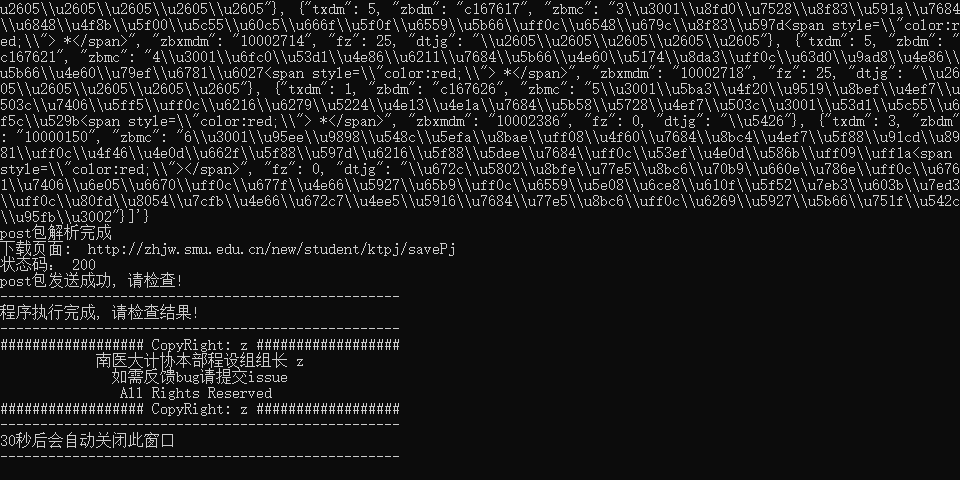 u2605\\u2605\\u2605\\u2605"}, {"txdm": 5, "zbdm": "c167617", "zbmc": "3\\u3001\\u8fd0\\u7528\\u8f83\\u591a\\u7684
\\u6848\\u4f8b\\u5f00\\u5c55\\u60c5\\u666f\\u5f0f\\u6559\\u5b66\\uff0c\\u6548\\u679c\\u8f83\\u597d<span style=\\"color:r
ed;\\"> *</span>", "zbxmdm": "10002714", "fz": 25, "dtjg": "\\u2605\\u2605\\u2605\\u2605\\u2605"}, {"txdm": 5, "zbdm": "
c167621", "zbmc": "4\\u3001\\u6fc0\\u53d1\\u4e86\\u6211\\u7684\\u5b66\\u4e60\\u5174\\u8da3\\uff0c\\u63d0\\u9ad8\\u4e86\\u
5b66\\u4e60\\u79ef\\u6781\\u6027<span style=\\"color:red;\\"> *</span>", "zbxmdm": "10002718", "fz": 25, "dtjg": "\\u26
05\\u2605\\u2605\\u2605\\u2605"}, {"txdm": 1, "zbdm": "c167626", "zbmc": "5\\u3001\\u5ba3\\u4f20\\u9519\\u8bef\\u4ef7\\u
503c\\u7406\\u5ff5\\uff0c\\u6216\\u6279\\u5224\\u4e13\\u4e1a\\u7684\\u5b58\\u5728\\u4ef7\\u503c\\u3001\\u53d1\\u5c55\\u6
f5c\\u529b<span style=\\"color:red;\\"> *</span>", "zbxmdm": "10002386", "fz": 0, "dtjg": "\\u5426"}, {"txdm": 3, "zbdm"
: "10000150", "zbmc": "6\\u3001\\u95ee\\u9898\\u548c\\u5efa\\u8bae\\uff08\\u4f60\\u7684\\u8bc4\\u4ef7\\u5f88\\u91cd\\u89
81\\uff0c\\u4f46\\u4e0d\\u662f\\u5f88\\u597d\\u6216\\u5f88\\u5dee\\u7684\\uff0c\\u53ef\\u4e0d\\u586b\\uff09\\uff1a<span
style=\\"color:red;\\"></span>", "fz": 0, "dtjg": "\\u672c\\u5802\\u8bfe\\u77e5\\u8bc6\\u70b9\\u660e\\u786e\\uff0c\\u676
1\\u7406\\u6e05\\u6670\\uff0c\\u677f\\u4e66\\u5927\\u65b9\\uff0c\\u6559\\u5e08\\u6ce8\\u610f\\u5f52\\u7eb3\\u603b\\u7ed3
\\uff0c\\u80fd\\u8054\\u7cfb\\u4e66\\u672c\\u4ee5\\u5916\\u7684\\u77e5\\u8bc6\\uff0c\\u6269\\u5927\\u5b66\\u751f\\u542c
\\u95fb\\u3002"}]'}
post包解析完成
下载页面: http://zhjw.smu.edu.cn/new/student/ktpj/savePj
状态码: 200
post包发送成功, 请检查!
--------------------------------------------------
程序执行完成, 请检查结果!
--------------------------------------------------
################## CopyRight: z ##################
南医大计协本部程设组组长 z
如需反馈bug请提交issue
All Rights Reserved
################## CopyRight: z ##################
--------------------------------------------------
30秒后会自动关闭此窗口
--------------------------------------------------